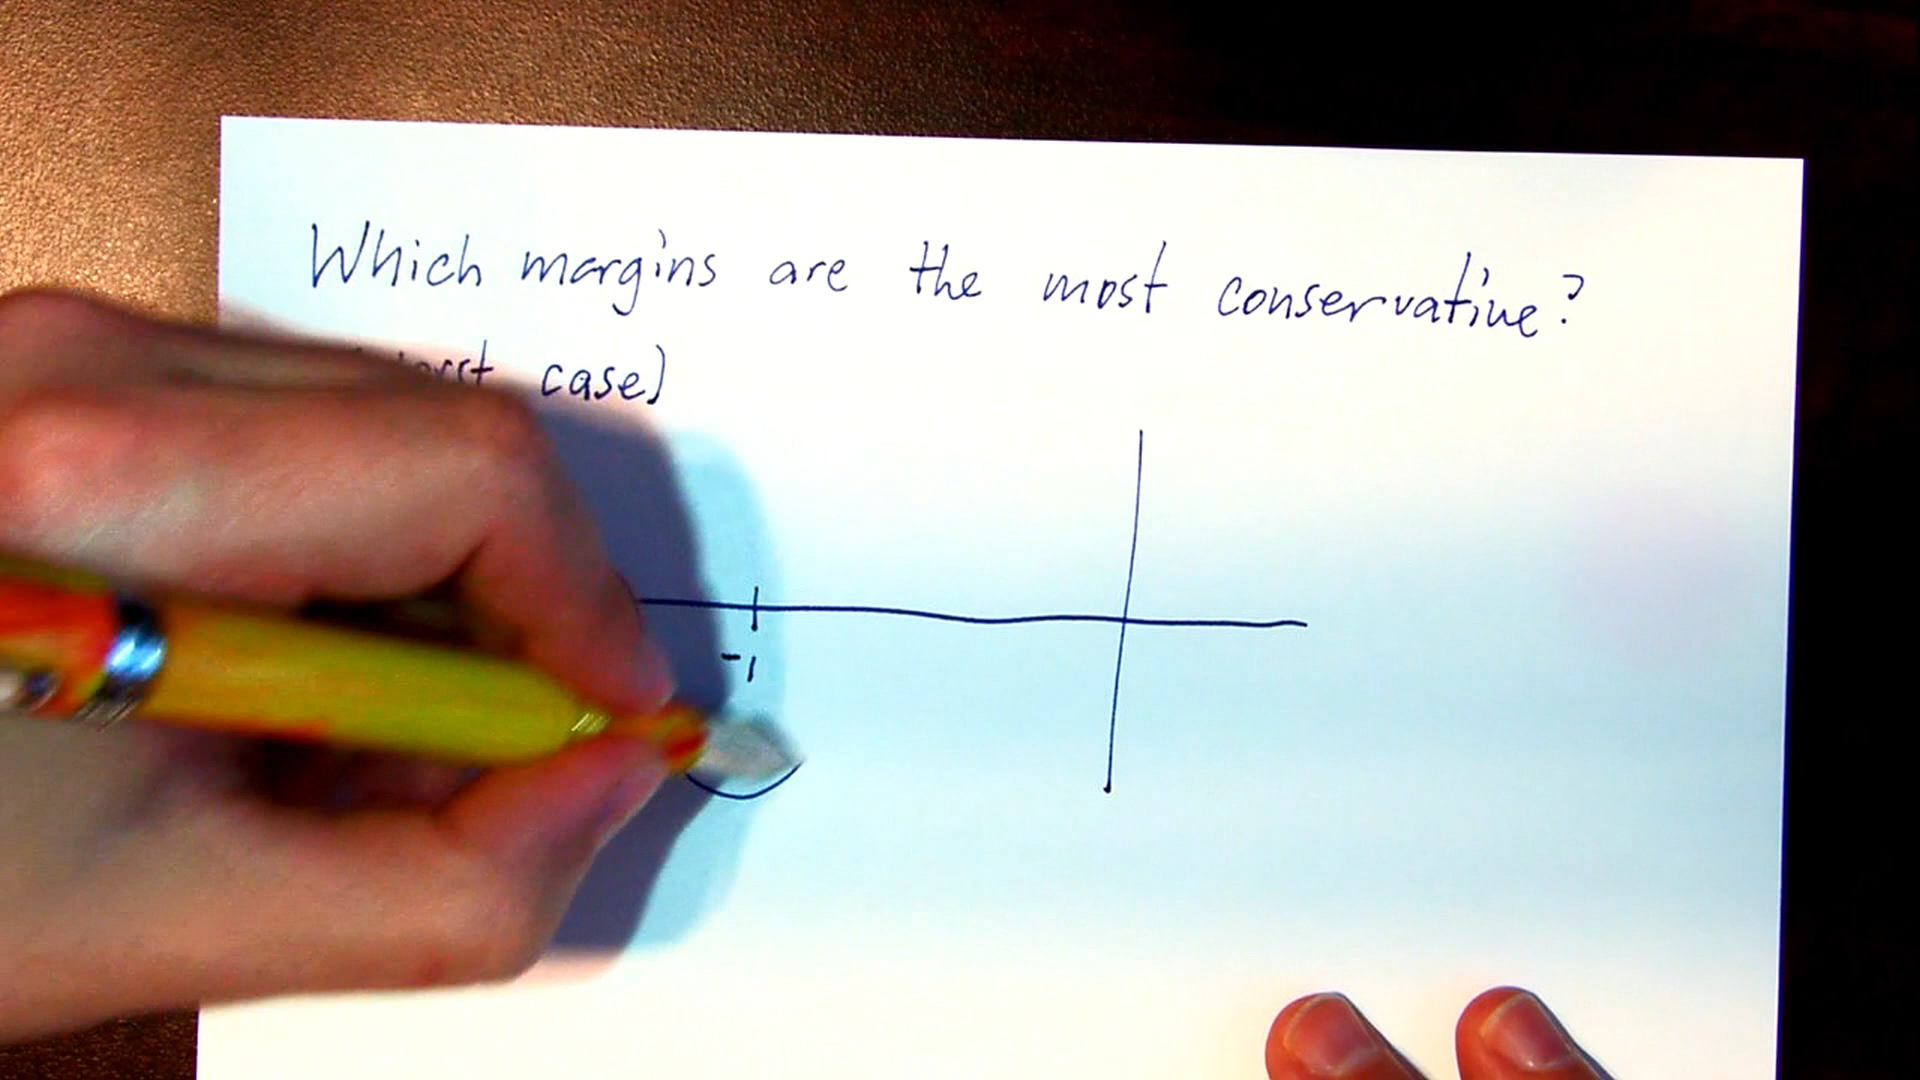 Which margins are the most conservative?
case)
-1